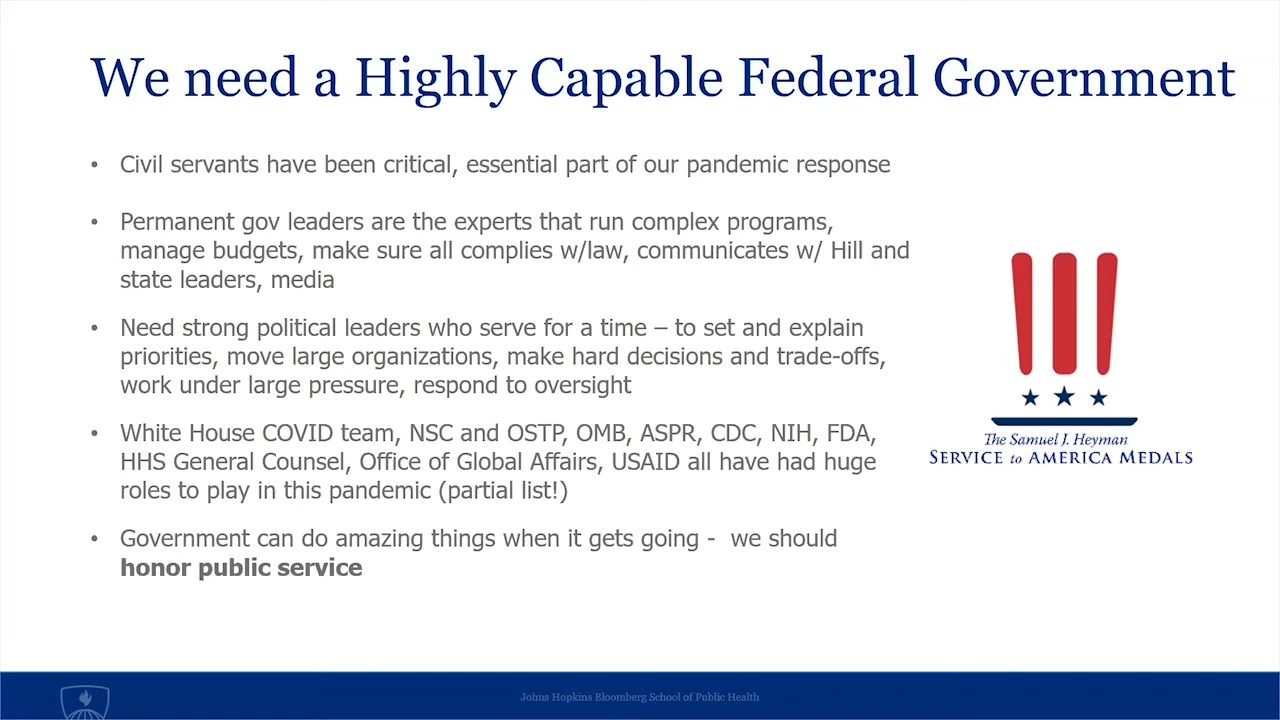 We need a Highly Capable Federal Government
• Civil servants have been critical, essential part of our pandemic response
• Permanent gov leaders are the experts that run complex programs,
manage budgets, make sure all complies w/law, communicates w/ Hill and
state leaders, media
• Need strong political leaders who serve for a time – to set and explain
priorities, move large organizations, make hard decisions and trade-offs,
work under large pressure, respond to oversight
• White House COVID team, NSC and OSTP, OMB, ASPR, CDC, NIH, FDA,
HHS General Counsel, Office of Global Affairs, USAID all have had huge
roles to play in this pandemic (partial list!)
• Government can do amazing things when it gets going -  we should
honor public service
The Samuel J. Heyman
SERVICE to AMERICA MEDALS
Johns Hopkins Bloomberg School of Public Health